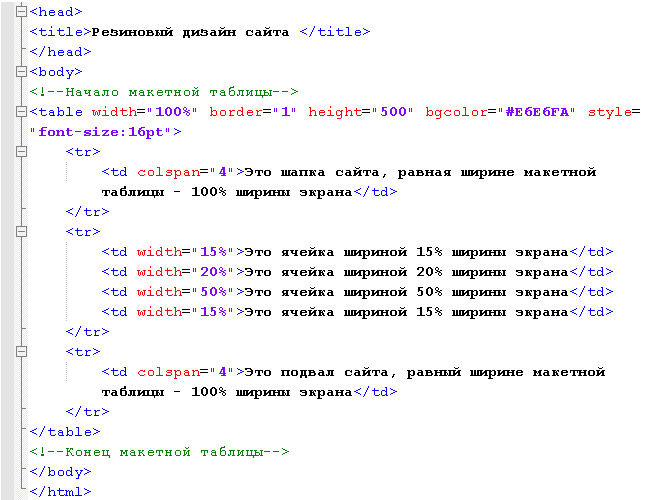 <head>
<title>Резиновый дизайн сайта </title>
</head>
<body>
<!--Начало макетной таблицы-->
<table width="100%" border="1" height="500" bgcolor="#E6E6FA" style=
"font-size:16pt">
<tr>
<td colspan="4">Это шапка сайта, равная ширине макетной
таблицы - 100% ширины экрана</td>
</tr>
<tr>
<td width="15%">Это ячейка шириной 15% ширины экрана</td>
<td width="20%">Это ячейка шириной 20% ширины экрана</td>
<td width="50%">Это ячейка шириной 50% ширины экрана</td>
<td width="15%">Это ячейка шириной 15% ширины экрана</td>
</tr>
<tr>
<td colspan="4">Это подвал сайта, равный ширине макетной
таблицы - 100% ширины экрана</td>
</tr>
</table>
<!--Конец макетной таблицы-->
</body>
</html>